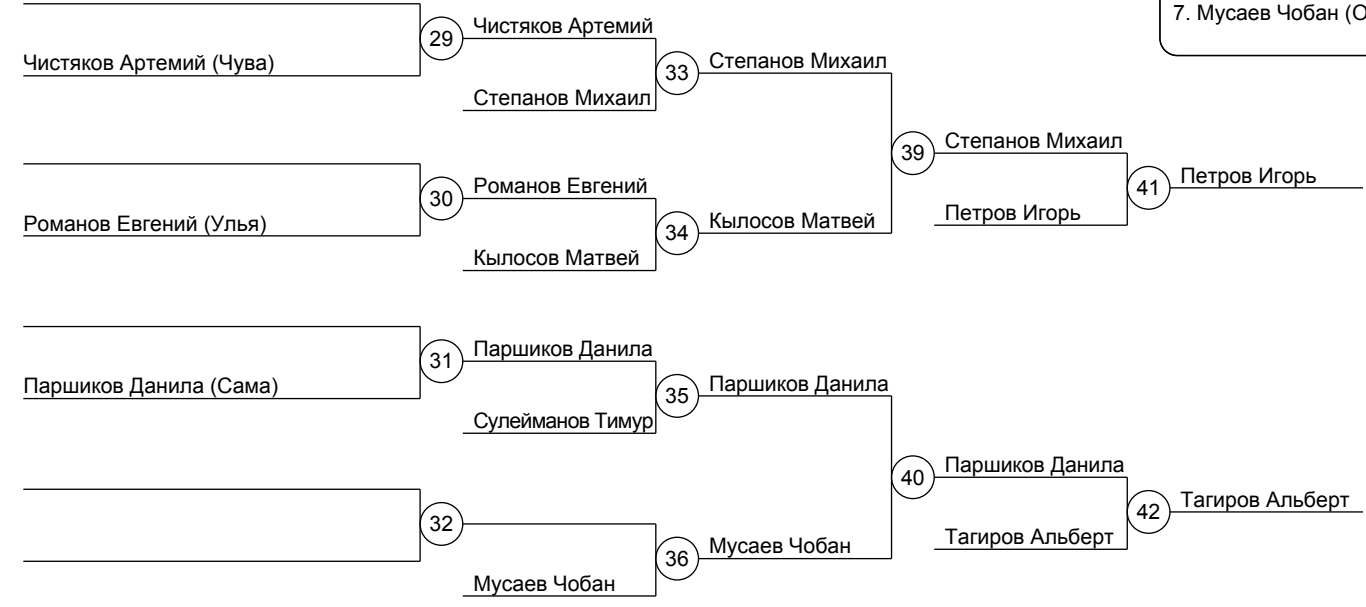 7. Мусаев Чобан (О
Чистяков Артемий (Чува)
29
Чистяков Артемий
Степанов Михаил
33
Степанов Михаил
Романов Евгений (Улья)
30
Романов Евгений
Кылосов Матвей
34
Кылосов Матвей
39
Степанов Михаил
Петров Игорь
41
Петров Игорь
Паршиков Данила (Сама)
31
Паршиков Данила
Сулейманов Тимур
35
Паршиков Данила
32
Мусаев Чобан
36
Мусаев Чобан
40
Паршиков Данила
Тагиров Альберт
42
Тагиров Альберт